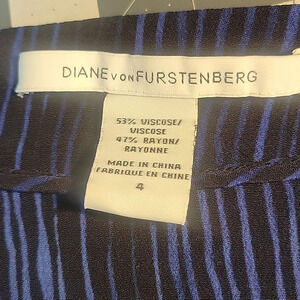 DIANE VON FURSTENBERG
53% VISCOSE/
VISCOSE
47% RAYON/
RAYONNE
MADE IN CHINA
FABRIQUE EN CHINE
4